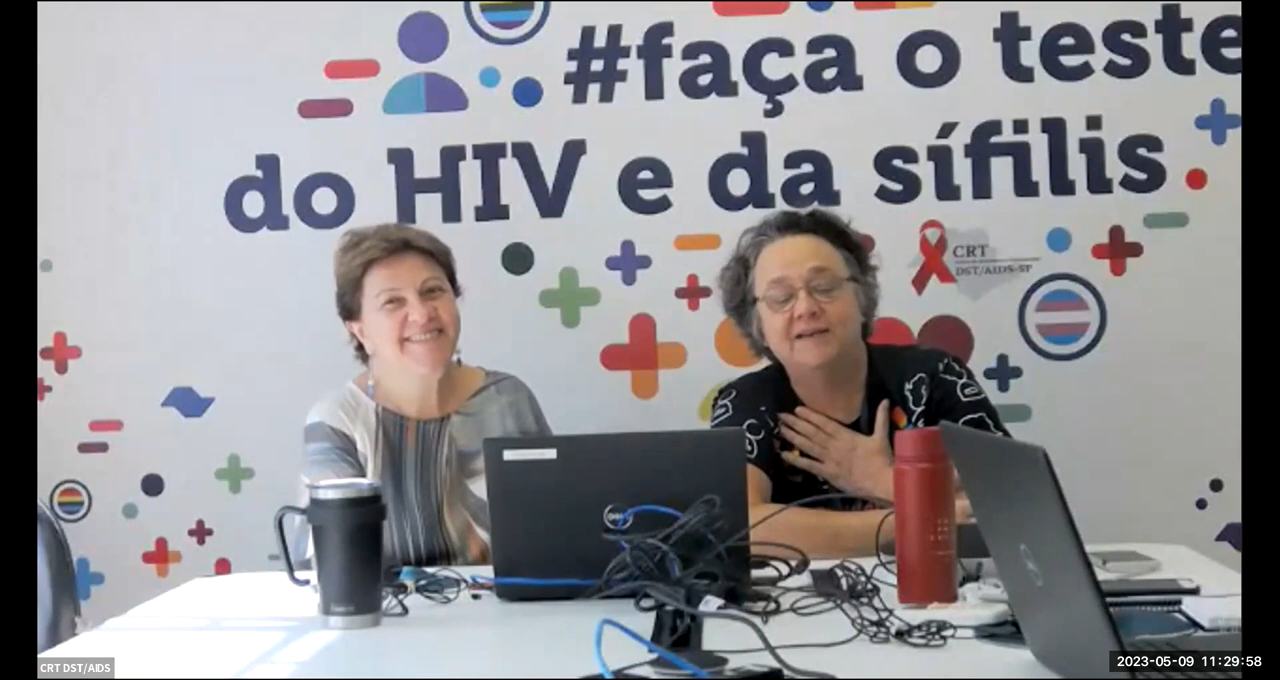 #faça o teste
do HIV e da sífilis
CRT
DST/AIDS-SP
DELL
CRT DST/AIDS
2023-05-09 11:29:58